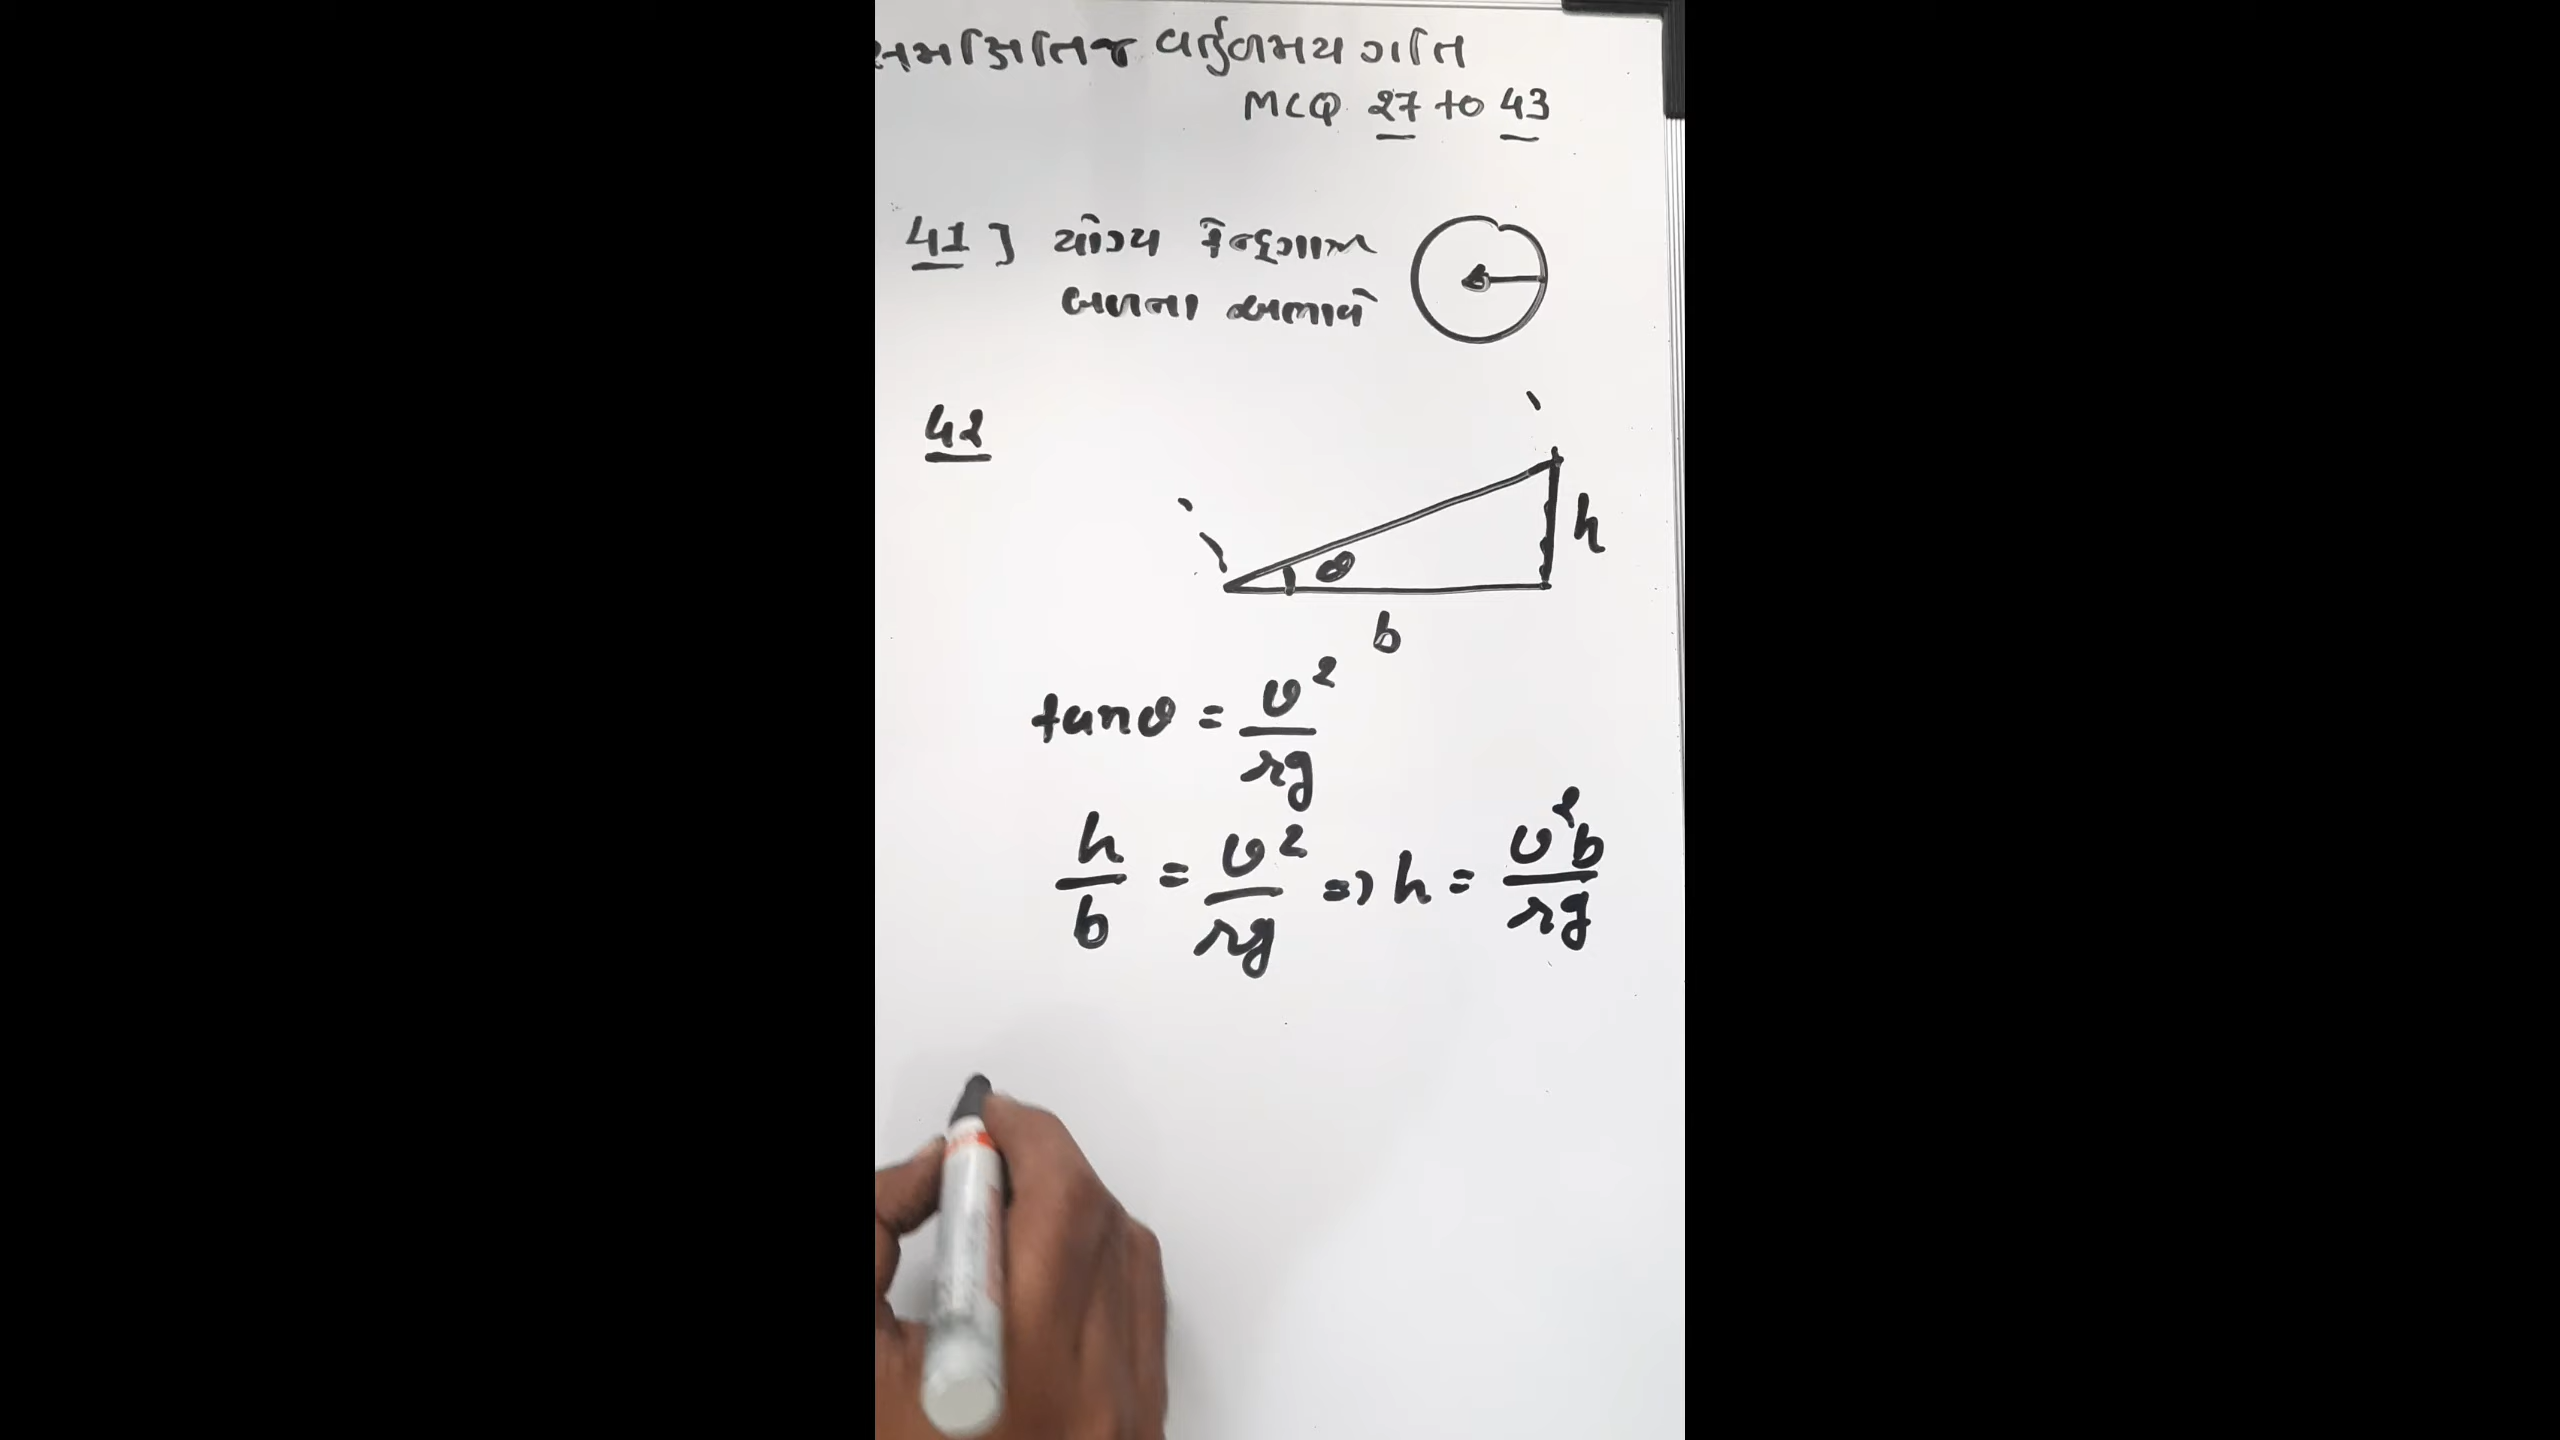 સમક્ષિતિજ વર્તુળમય ગતિ
MCQ 27 to 43
41] યોગ્ય કેન્દ્રગામી
બળના અભાવે
42
h
θ
b
tanθ = v²/rg
h/b = v²/rg ⇒ h = v²b/rg